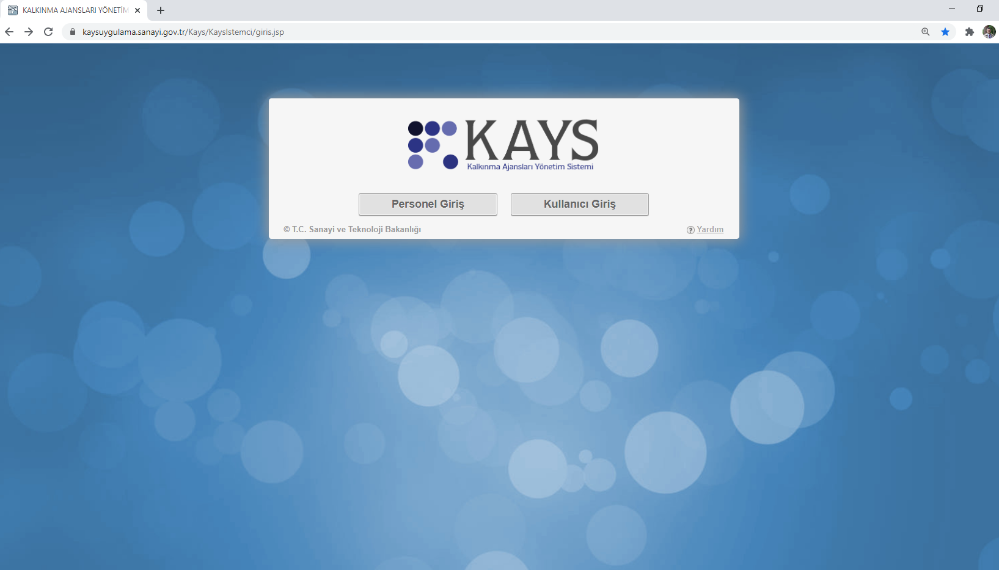 KALKINMA AJANSLARI YÖNETİM
kaysuygulama.sanayi.gov.tr/Kays/KaysIstemci/giris.jsp
KAYS
Kalkınma Ajansları Yönetim Sistemi
Personel Giriş Kullanıcı Giriş
© T.C. Sanayi ve Teknoloji Bakanlığı ? Yardım